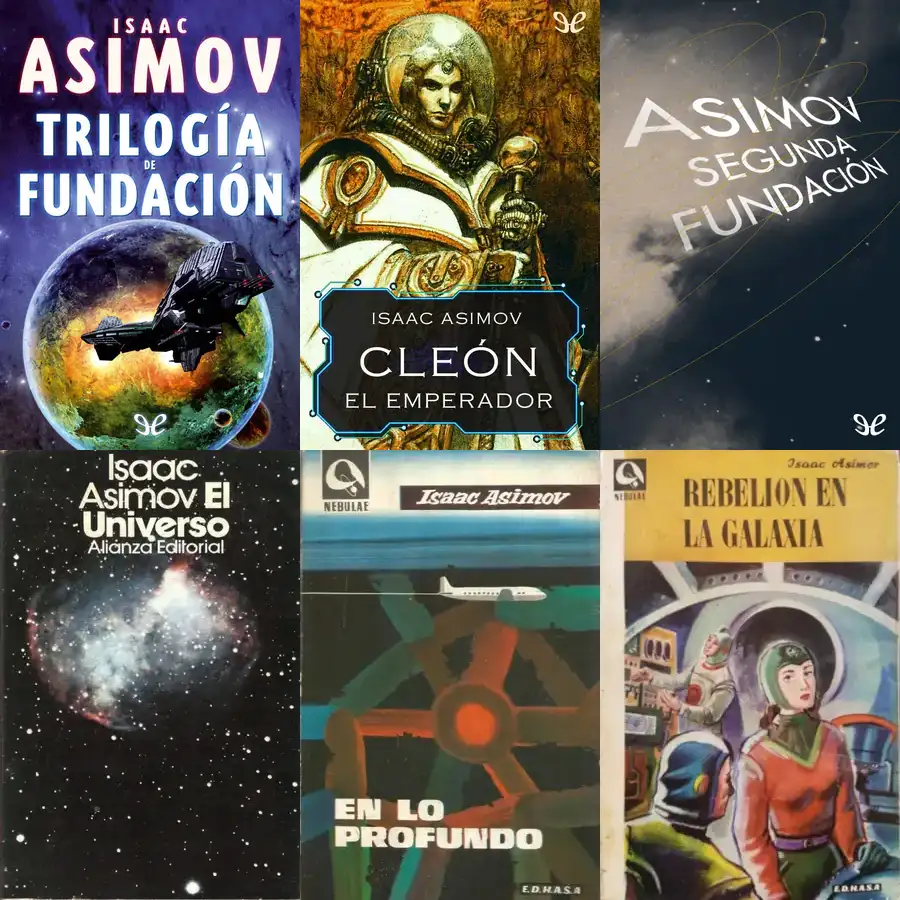 ISAAC
ASIMOV
TRILOGÍA
DE
FUNDACIÓN
ISAAC ASIMOV
CLEÓN
EL EMPERADOR
ASIMOV
SEGUNDA
FUNDACIÓN
Isaac
Asimov El
Universo
Alianza Editorial
NEBULAE
Isaac Asimov
EN LO
PROFUNDO
E.D.H.A.S.A
NEBULAE
Isaac Asimov
REBELION EN
LA GALAXIA
E.D.H.A.S.A